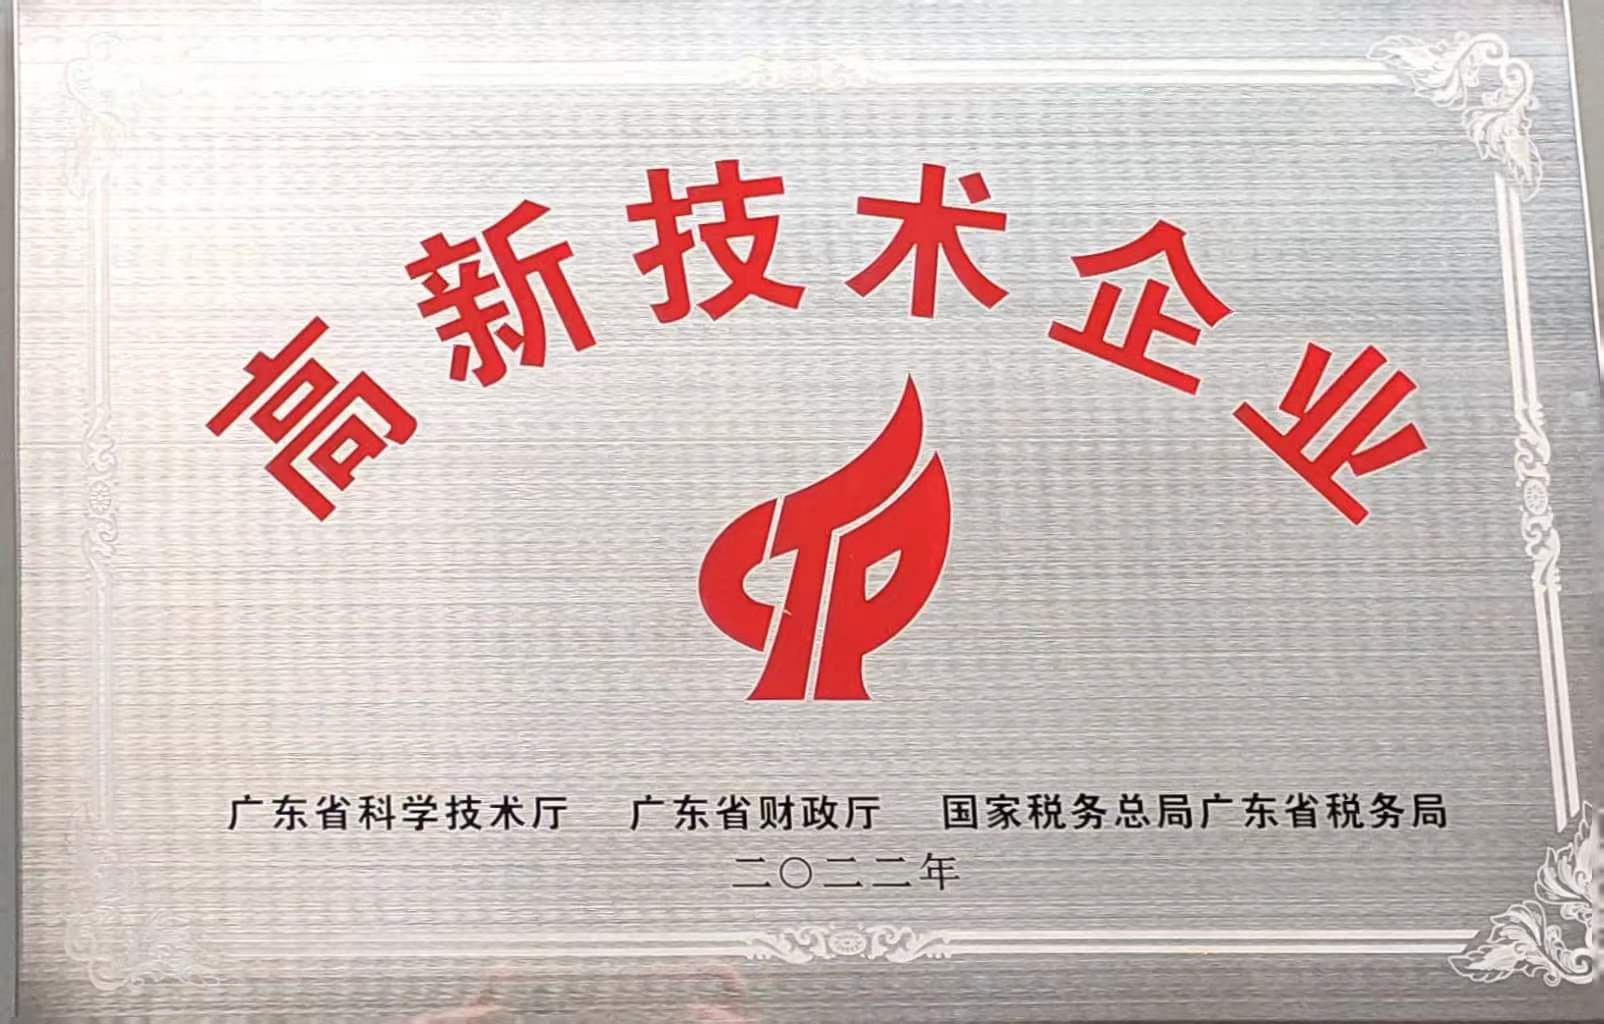 高新技术企业
广东省科学技术厅 广东省财政厅 国家税务总局广东省税务局
二〇二二年